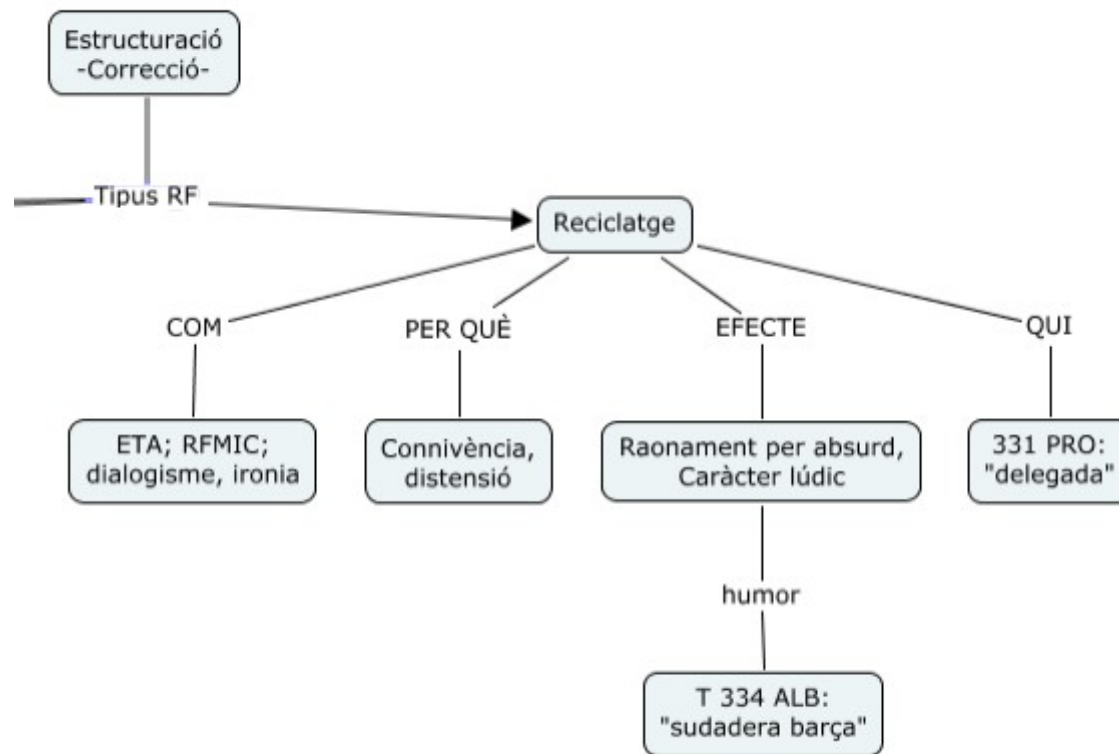 Estructuració
-Correcció-
Tipus RF
Reciclatge
COM
PER QUÈ
EFECTE
QUI
ETA; RFMIC;
dialogisme, ironia
Connivència,
distensió
Raonament per absurd,
Caràcter lúdic
331 PRO:
"delegada"
humor
T 334 ALB:
"sudadera barça"